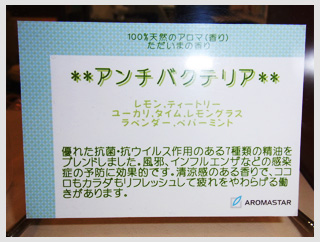 100%天然のアロマ(香り)
ただいまの香り
**アンチバクテリア**
レモン、ティートリー
ユーカリ、タイム、レモングラス
ラベンダー、ペパーミント
優れた抗菌・抗ウイルス作用のある7種類の精油を
ブレンドしました。風邪、インフルエンザなどの感染
症の予防に効果的です。清涼感のある香りで、ココ
ロもカラダもリフレッシュして疲れをやわらげる働
きがあります。
AROMASTAR